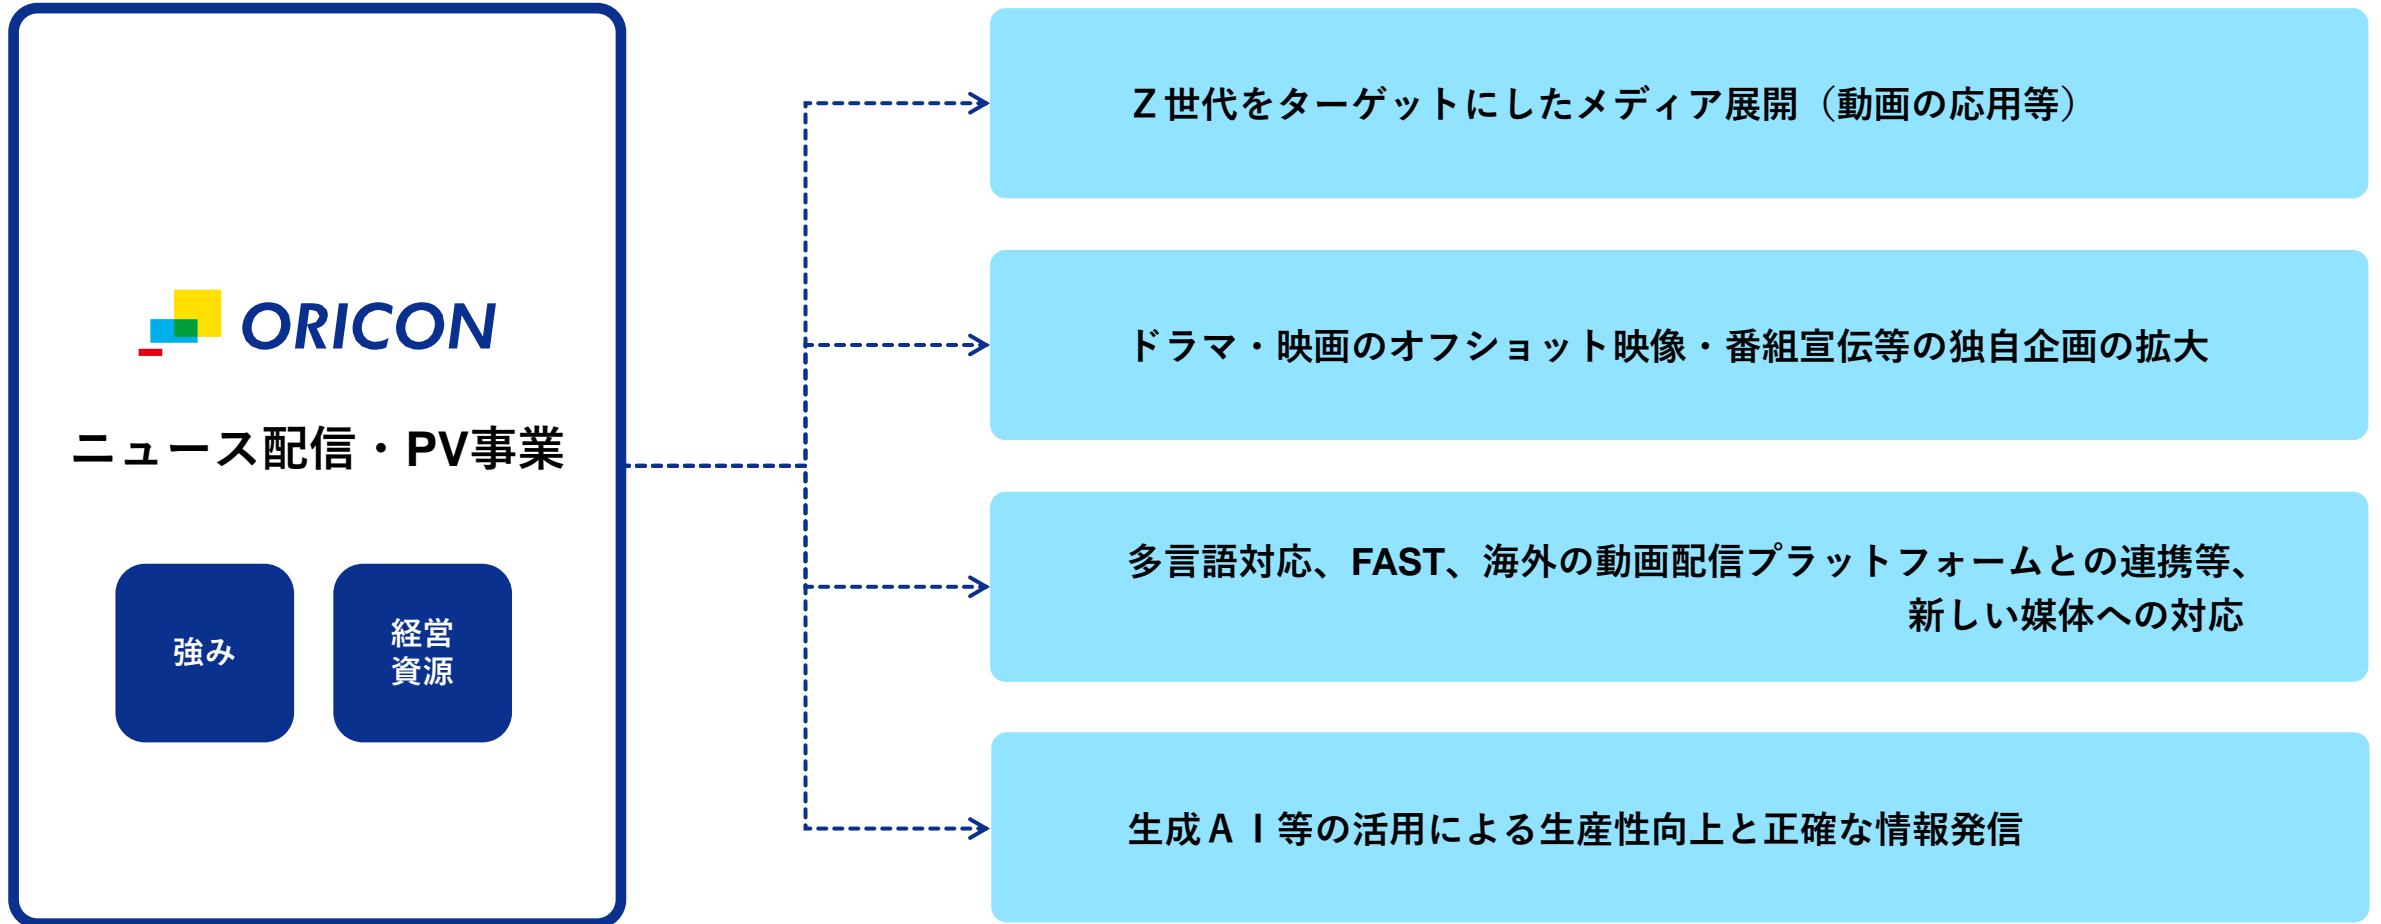 ORICON
ニュース配信・PV事業
強み
経営
資源
Z世代をターゲットにしたメディア展開（動画の応用等）
ドラマ・映画のオフショット映像・番組宣伝等の独自企画の拡大
多言語対応、FAST、海外の動画配信プラットフォームとの連携等、
新しい媒体への対応
生成ＡＩ等の活用による生産性向上と正確な情報発信